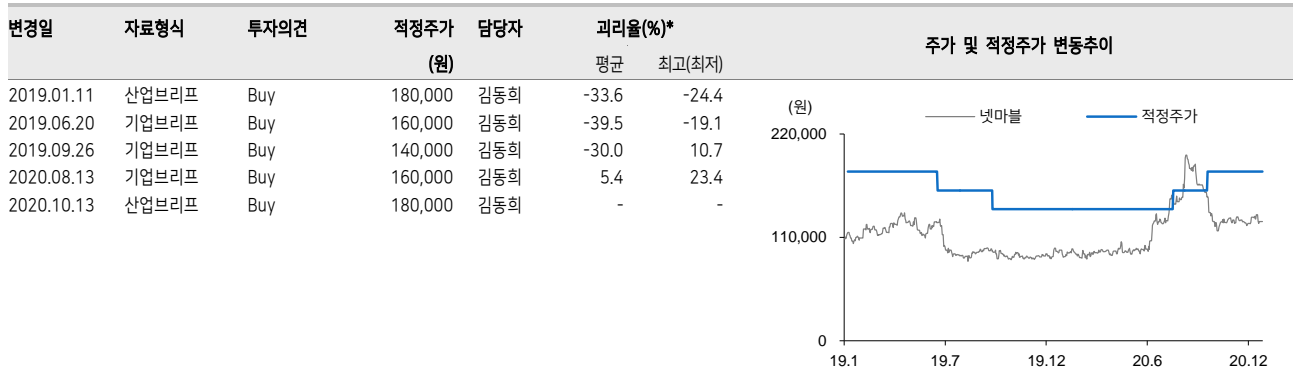 변경일 자료형식 투자의견 적정주가 담당자 괴리율(%)* 주가 및 적정주가 변동추이
(원) 평균 최고(최저)
2019.01.11 산업브리프 Buy 180,000 김동희 -33.6 -24.4
2019.06.20 기업브리프 Buy 160,000 김동희 -39.5 -19.1
2019.09.26 기업브리프 Buy 140,000 김동희 -30.0 10.7
2020.08.13 기업브리프 Buy 160,000 김동희 5.4 23.4
2020.10.13 산업브리프 Buy 180,000 김동희 - -
(원) 넷마블 적정주가
220,000
110,000
0
19.1 19.7 19.12 20.6 20.12